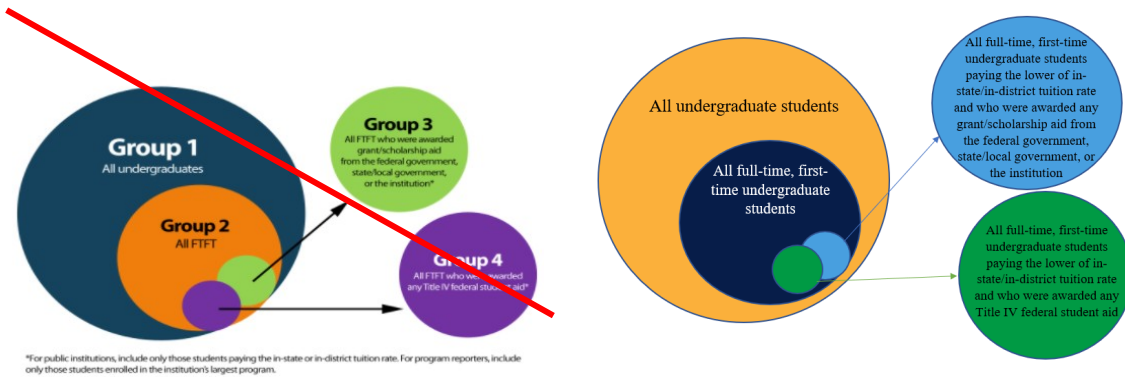 Group 1
All undergraduates
Group 2
All FTFT
Group 3
All FTFT who were awarded
grant/scholarship aid
from the federal government,
state/local government,
or the institution*
Group 4
All FTFT who were awarded
any Title IV federal student aid*
*For public institutions, include only those students paying the in-state or in-district tuition rate. For program reporters, include
only those students enrolled in the institution's largest program.
All undergraduate students
All full-time, first-
time undergraduate
students
All full-time, first-time
undergraduate students
paying the lower of in-
state/in-district tuition rate
and who were awarded any
grant/scholarship aid from
the federal government,
state/local government, or
the institution
All full-time, first-time
undergraduate students
paying the lower of in-
state/in-district tuition rate
and who were awarded any
Title IV federal student aid